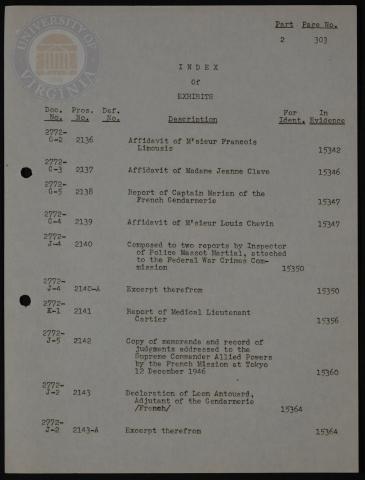 UNIVERSITY OF VIRGINIA
Part Page No.
2 303
I N D E X
Of
EXHIBITS
Doc. Pros. Def. For In
No. No. No. Description Ident. Evidence
2772-
G-2 2136 Affidavit of M'sieur Francois
Limousis 15342
2772-
G-3 2137 Affidavit of Madame Jeanne Clave 15346
2772-
G-5 2138 Report of Captain Merien of the
French Gendarmerie 15347
2772-
G-4 2139 Affidavit of M'sieur Louis Chevin 15347
2772-
J-4 2140 Composed to two reports by Inspector
of Police Massot Martial, attached
to the Federal War Crimes Com-
mission 15350
2772-
J-4 2140-A Excerpt therefrom 15350
2772-
K-1 2141 Report of Medical Lieutenant
Cartier 15356
2772-
J-5 2142 Copy of memoranda and record of
judgments addressed to the
Supreme Commander Allied Powers
by the French Mission at Tokyo
12 December 1946 15360
2772-
J-2 2143 Declaration of Leon Antouard,
Adjutant of the Gendarmerie
/French/ 15364
2772-
J-2 2143-A Excerpt therefrom 15364